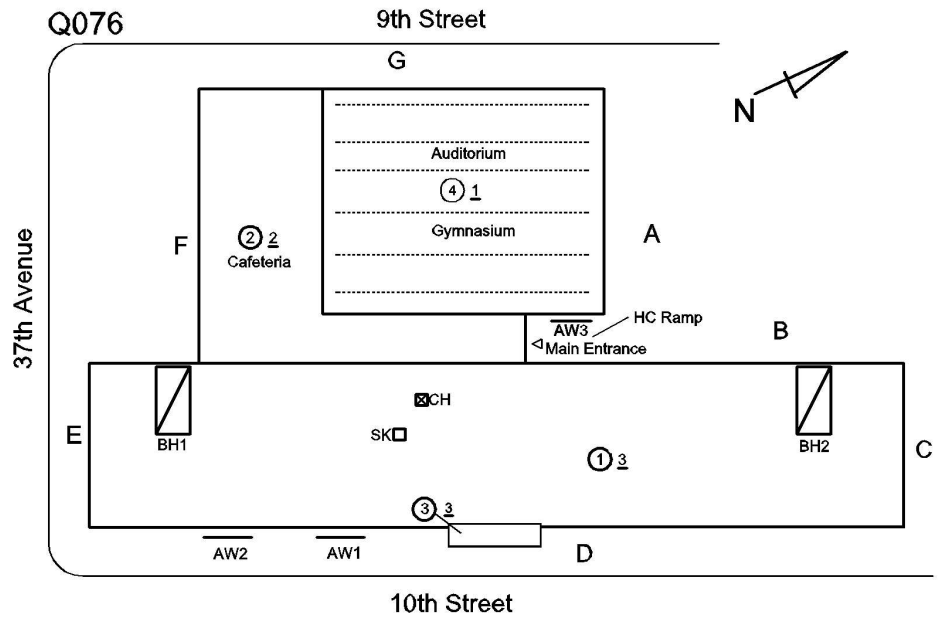 Q076
9th Street
G
N
Auditorium
4 1
A
F
2 2
Cafeteria
Gymnasium
37th Avenue
HC Ramp
AW3
B
Main Entrance
CH
E
BH1
SK
BH2
1 3
C
3 3
AW2
AW1
D
10th Street